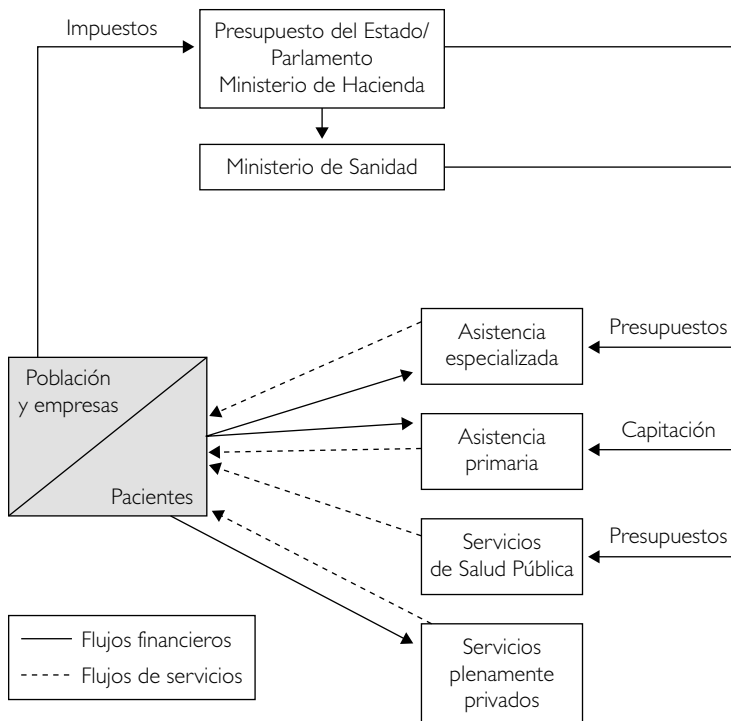 Impuestos
Presupuesto del Estado/
Parlamento
Ministerio de Hacienda
Ministerio de Sanidad
Asistencia
especializada
Presupuestos
Población
y empresas
Pacientes
Asistencia
primaria
Capitación
Servicios
de Salud Pública
Presupuestos
Servicios
plenamente
privados
Flujos financieros
Flujos de servicios